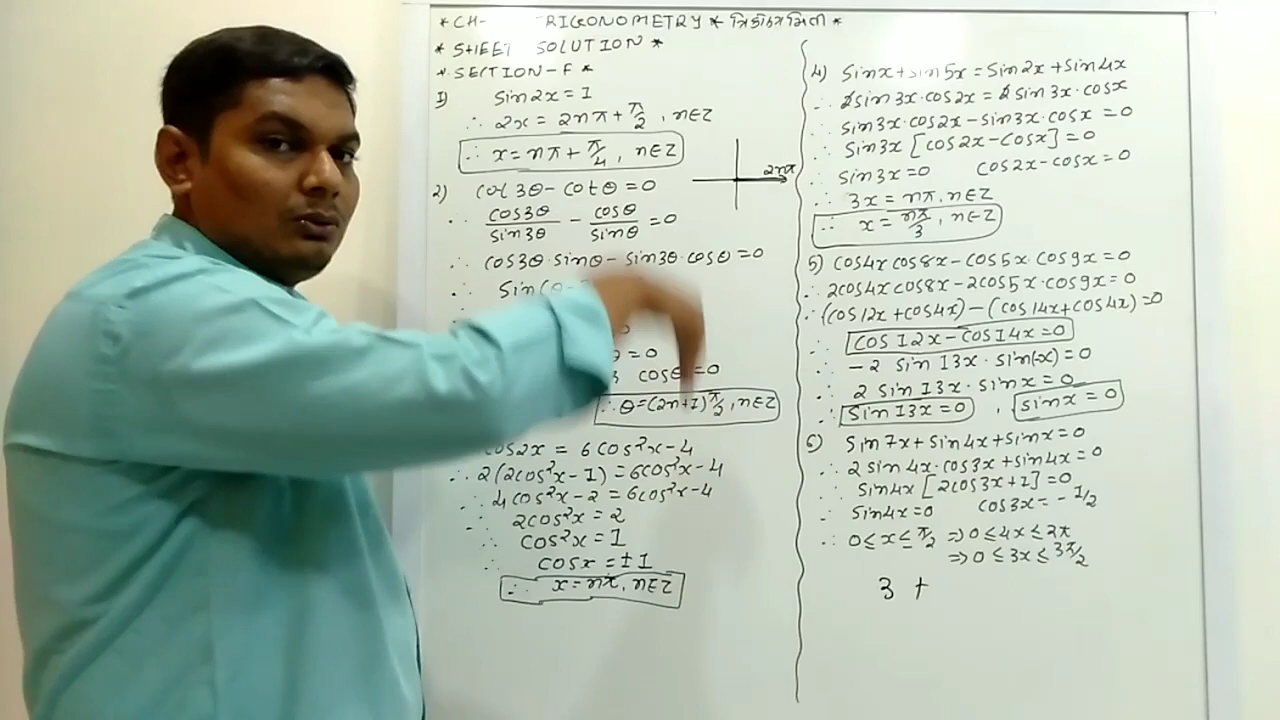 * CH- TRIGONOMETRY * त्रिकोणमिती *
* SHEET SOLUTION *
* SECTION-F *
1) sin2x = 1
∴ 2x = 2nπ + π/2 , n∈Z
∴ x = nπ + π/4 , n∈Z
2nπ
2) cot 3θ - cot θ = 0
∴ cos3θ/sin3θ - cosθ/sinθ = 0
∴ cos3θ·sinθ - sin3θ·cosθ = 0
∴ sin(θ-
= 0
cosθ = 0
∴ θ = (2n+1)π/2 , n∈Z
cos2x = 6cos²x - 4
∴ 2(2cos²x - 1) = 6cos²x - 4
∴ 4cos²x - 2 = 6cos²x - 4
∴ 2cos²x = 2
∴ cos²x = 1
∴ cosx = ±1
∴ x = nπ, n∈Z
4) sinx + sin5x = sin2x + sin4x
∴ 2sin3x·cos2x = 2sin3x·cosx
∴ sin3x·cos2x - sin3x·cosx = 0
∴ sin3x [cos2x - cosx] = 0
∴ sin3x = 0 cos2x - cosx = 0
∴ 3x = nπ, n∈Z
∴ x = nπ/3 , n∈Z
5) cos4x cos8x - cos5x·cos9x = 0
∴ 2cos4x cos8x - 2cos5x·cos9x = 0
∴ (cos12x + cos4x) - (cos14x + cos4x) = 0
∴ cos12x - cos14x = 0
∴ -2 sin13x·sin(-x) = 0
∴ 2 sin13x·sinx = 0
∴ sin13x = 0 , sinx = 0
6) sin7x + sin4x + sinx = 0
∴ 2 sin4x·cos3x + sin4x = 0
∴ sin4x [2cos3x + 1] = 0
∴ sin4x = 0 cos3x = -1/2
∴ 0 ≤ x ≤ π/2 ⇒ 0 ≤ 4x ≤ 2π
⇒ 0 ≤ 3x ≤ 3π/2
3 +